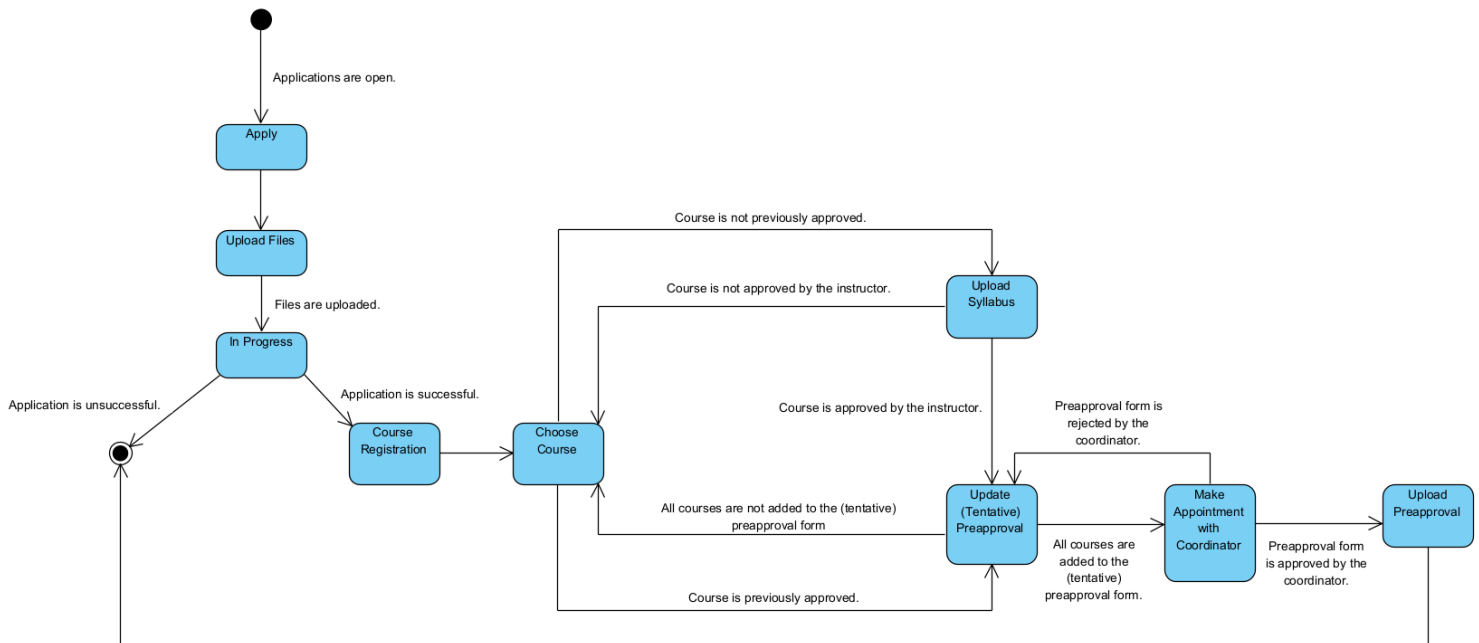 Applications are open.
Apply
Upload Files
Files are uploaded.
In Progress
Application is unsuccessful.
Application is successful.
Course
Registration
Choose
Course
Course is not previously approved.
Upload
Syllabus
Course is not approved by the instructor.
Course is approved by the instructor.
Preapproval form is
rejected by the
coordinator.
All courses are not added to the (tentative)
preapproval form
Update
(Tentative)
Preapproval
Make
Appointment
with
Coordinator
Upload
Preapproval
All courses are
added to the
(tentative)
preapproval form.
Preapproval form
is approved by the
coordinator.
Course is previously approved.